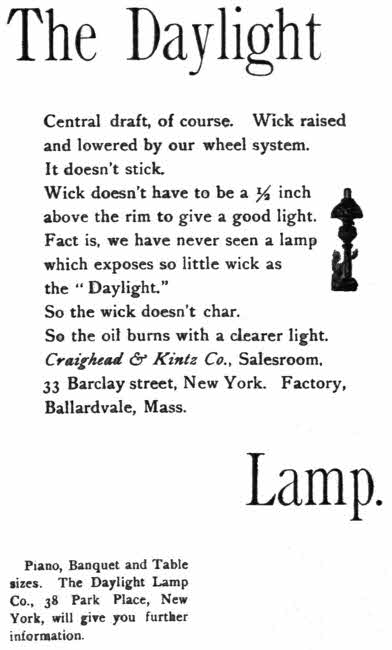 The Daylight
Central draft, of course. Wick raised
and lowered by our wheel system.
It doesn't stick.
Wick doesn't have to be a ½ inch
above the rim to give a good light.
Fact is, we have never seen a lamp
which exposes so little wick as
the "Daylight."
So the wick doesn't char.
So the oil burns with a clearer light.
Craighead & Kintz Co., Salesroom,
33 Barclay street, New York. Factory,
Ballardvale, Mass.
Lamp.
Piano, Banquet and Table
sizes. The Daylight Lamp
Co., 38 Park Place, New
York, will give you further
information.